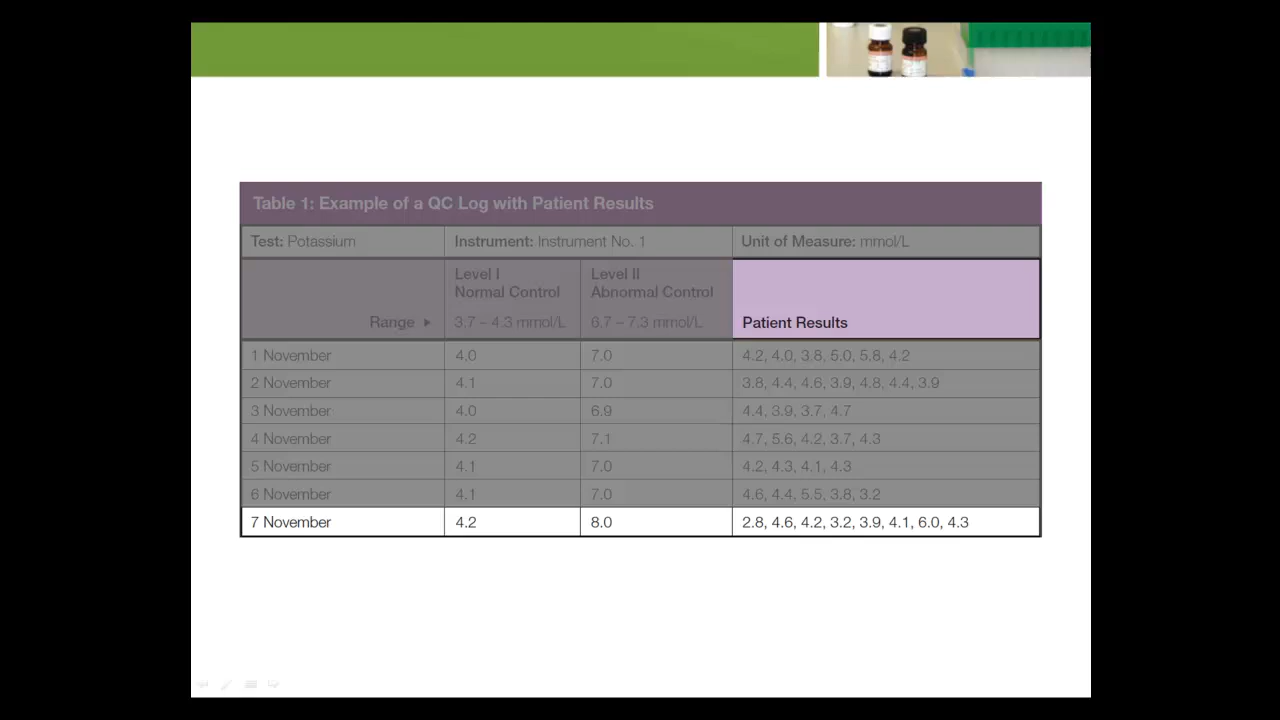 Table 1: Example of a QC Log with Patient Results
Test: Potassium Instrument: Instrument No. 1 Unit of Measure: mmol/L
Level I Level II
Normal Control Abnormal Control
Range ▶ 3.7 – 4.3 mmol/L 6.7 – 7.3 mmol/L Patient Results
1 November 4.0 7.0 4.2, 4.0, 3.8, 5.0, 5.8, 4.2
2 November 4.1 7.0 3.8, 4.4, 4.6, 3.9, 4.8, 4.4, 3.9
3 November 4.0 6.9 4.4, 3.9, 3.7, 4.7
4 November 4.2 7.1 4.7, 5.6, 4.2, 3.7, 4.3
5 November 4.1 7.0 4.2, 4.3, 4.1, 4.3
6 November 4.1 7.0 4.6, 4.4, 5.5, 3.8, 3.2
7 November 4.2 8.0 2.8, 4.6, 4.2, 3.2, 3.9, 4.1, 6.0, 4.3